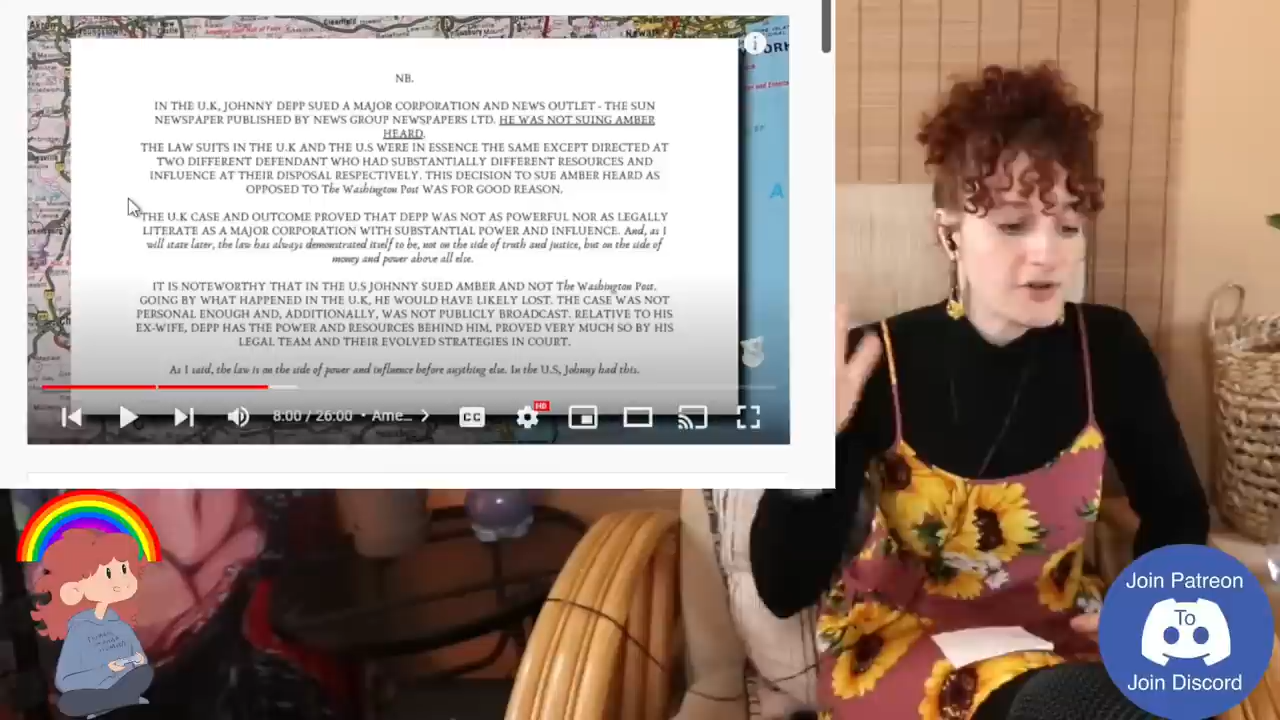 NB.
IN THE U.K, JOHNNY DEPP SUED A MAJOR CORPORATION AND NEWS OUTLET - THE SUN
NEWSPAPER PUBLISHED BY NEWS GROUP NEWSPAPERS LTD. HE WAS NOT SUING AMBER
HEARD.
THE LAW SUITS IN THE U.K AND THE U.S WERE IN ESSENCE THE SAME EXCEPT DIRECTED AT
TWO DIFFERENT DEFENDANT WHO HAD SUBSTANTIALLY DIFFERENT RESOURCES AND
INFLUENCE AT THEIR DISPOSAL RESPECTIVELY. THIS DECISION TO SUE AMBER HEARD AS
OPPOSED TO The Washington Post WAS FOR GOOD REASON.
THE U.K CASE AND OUTCOME PROVED THAT DEPP WAS NOT AS POWERFUL NOR AS LEGALLY
LITERATE AS A MAJOR CORPORATION WITH SUBSTANTIAL POWER AND INFLUENCE. And, as I
will state later, the law has always demonstrated itself to be, not on the side of truth and justice, but on the side of
money and power above all else.
IT IS NOTEWORTHY THAT IN THE U.S JOHNNY SUED AMBER AND NOT The Washington Post.
GOING BY WHAT HAPPENED IN THE U.K, HE WOULD HAVE LIKELY LOST. THE CASE WAS NOT
PERSONAL ENOUGH AND, ADDITIONALLY, WAS NOT PUBLICLY BROADCAST. RELATIVE TO HIS
EX-WIFE, DEPP HAS THE POWER AND RESOURCES BEHIND HIM, PROVED VERY MUCH SO BY HIS
LEGAL TEAM AND THEIR EVOLVED STRATEGIES IN COURT.
As I said, the law is on the side of power and influence before anything else. In the U.S, Johnny had this.
8:00 / 26:00 • Ame...
CC
HD
Join Patreon
To
Join Discord